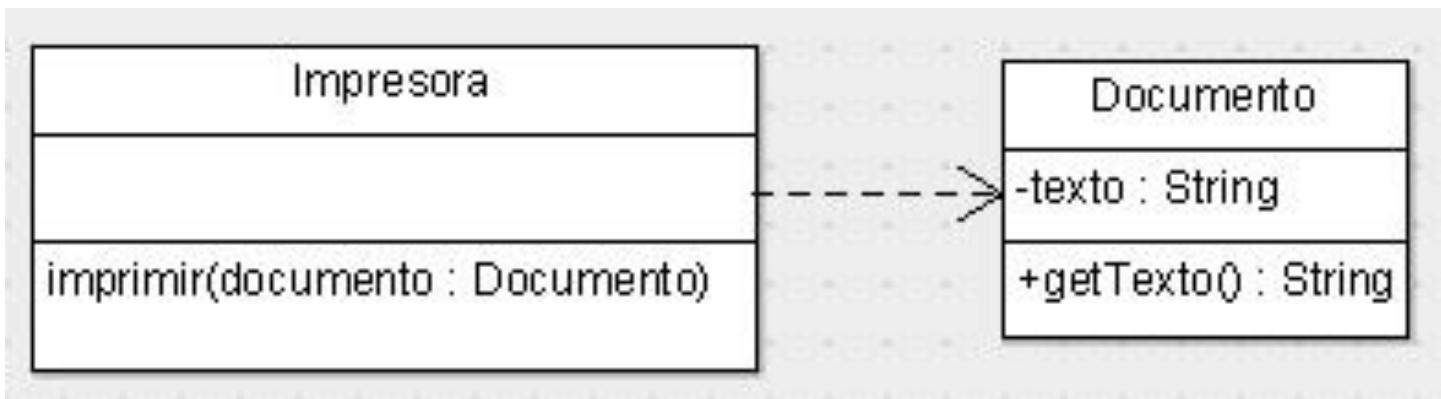 Impresora
imprimir(documento : Documento)
Documento
-texto : String
+getTexto() : String